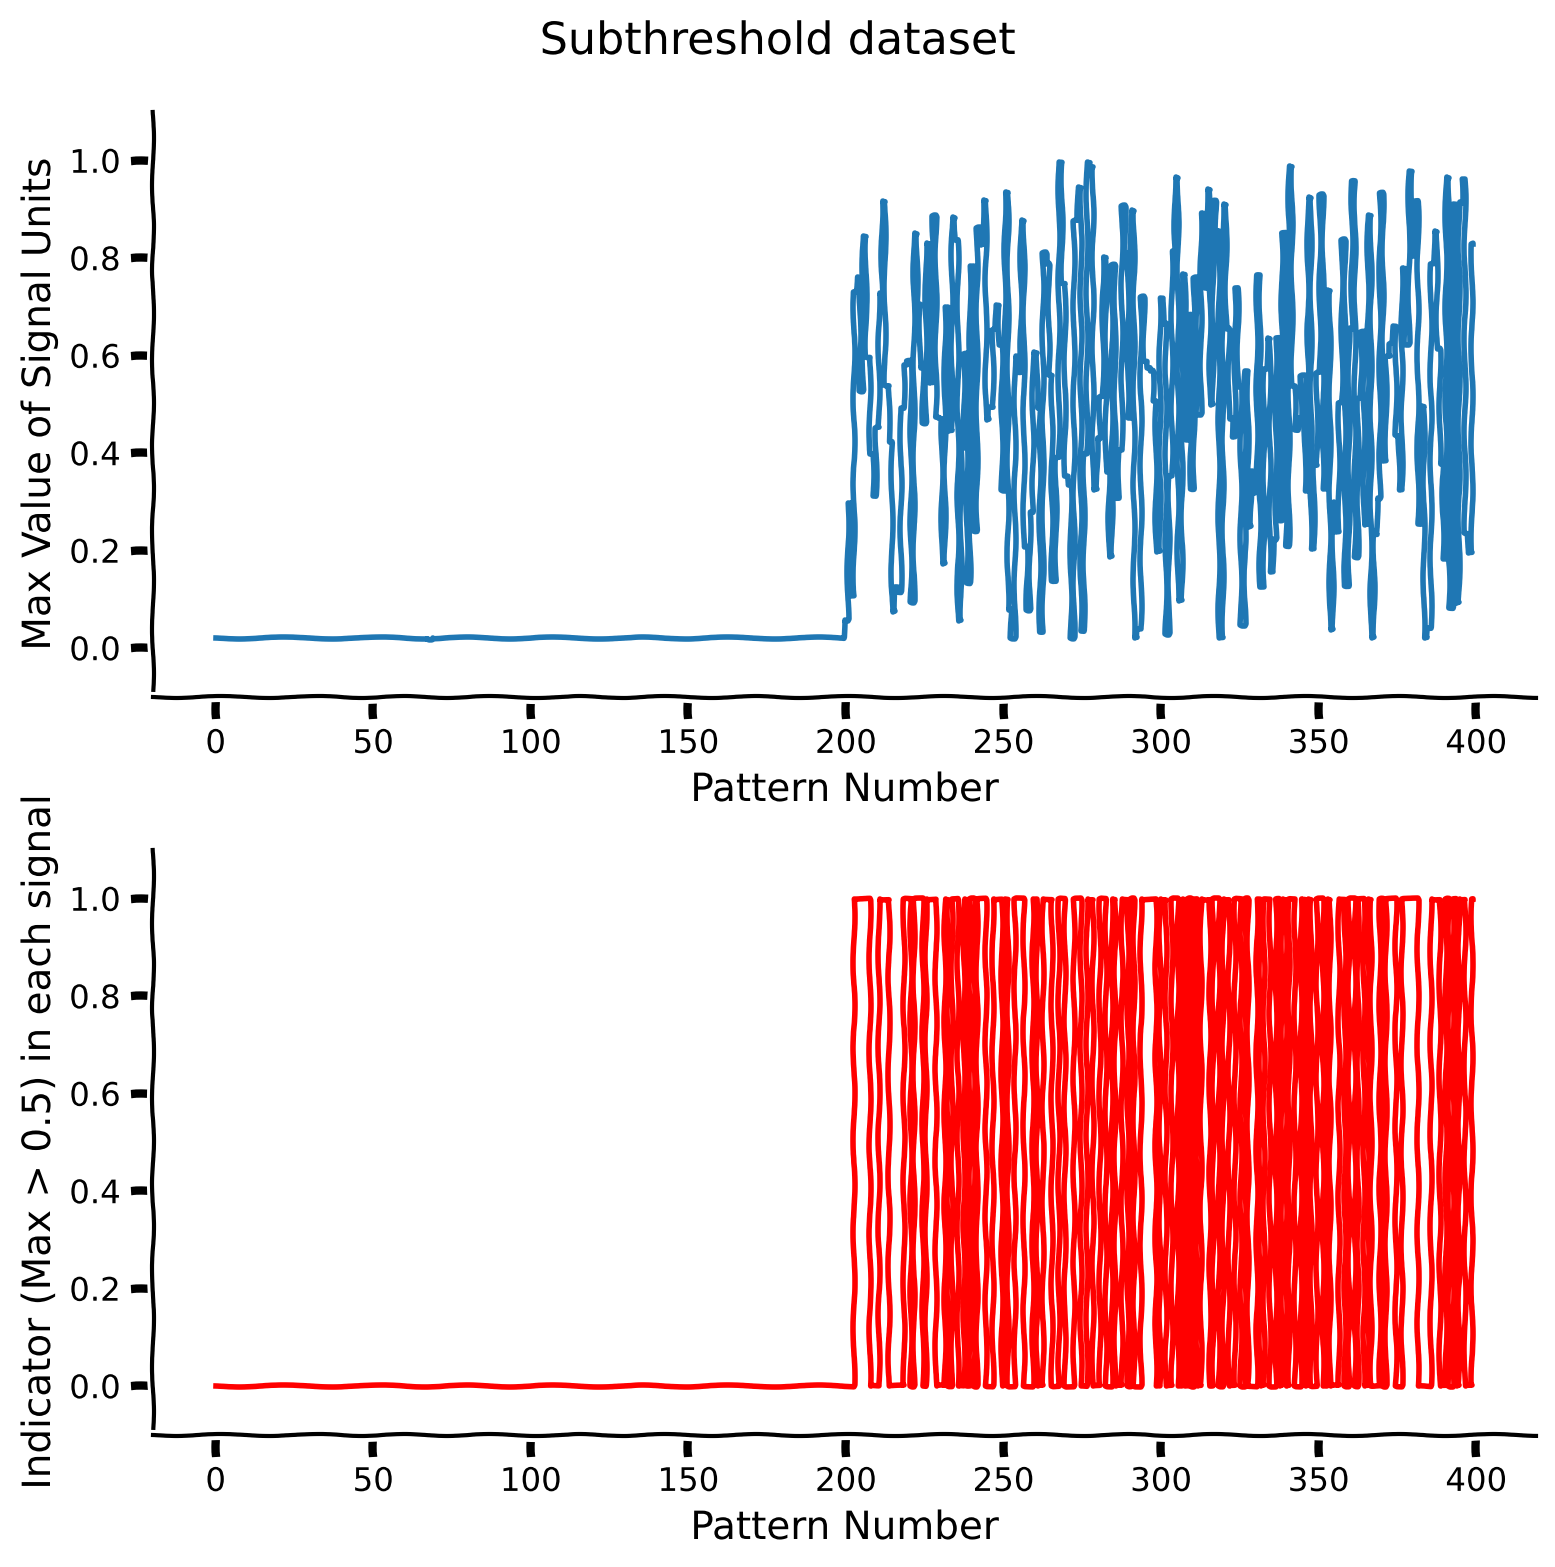 Subthreshold dataset
Max Value of Signal Units
1.0
0.8
0.6
0.4
0.2
0.0
0 50 100 150 200 250 300 350 400
Pattern Number
Indicator (Max > 0.5) in each signal
1.0
0.8
0.6
0.4
0.2
0.0
0 50 100 150 200 250 300 350 400
Pattern Number